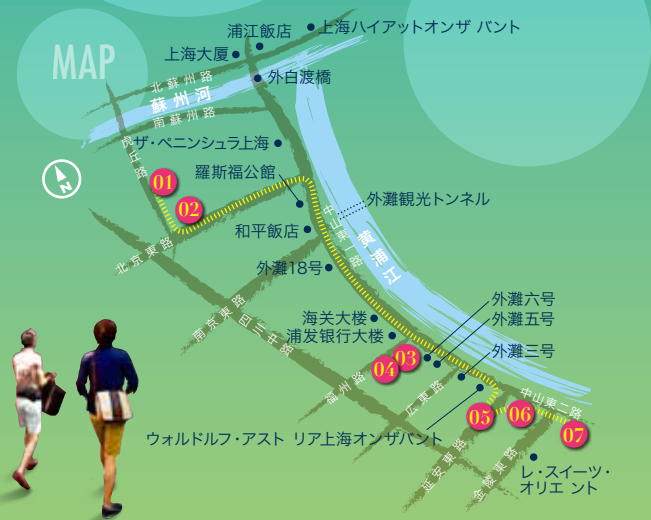 MAP
浦江飯店
上海ハイアットオンザ バント
上海大厦
外白渡橋
北蘇州路
蘇州河
南蘇州路
虎丘路
ザ・ペニンシュラ上海
羅斯福公館
01
02
N
外灘観光トンネル
中山東一路
黄浦江
和平飯店
北京東路
外灘18号
南京東路
四川中路
外灘六号
外灘五号
外灘三号
海关大楼
浦发银行大楼
03
04
福州路
広東路
中山東二路
05
06
07
ウォルドルフ・アスト リア上海オンザバント
延安東路
金陵東路
レ・スイーツ・
オリエ ント